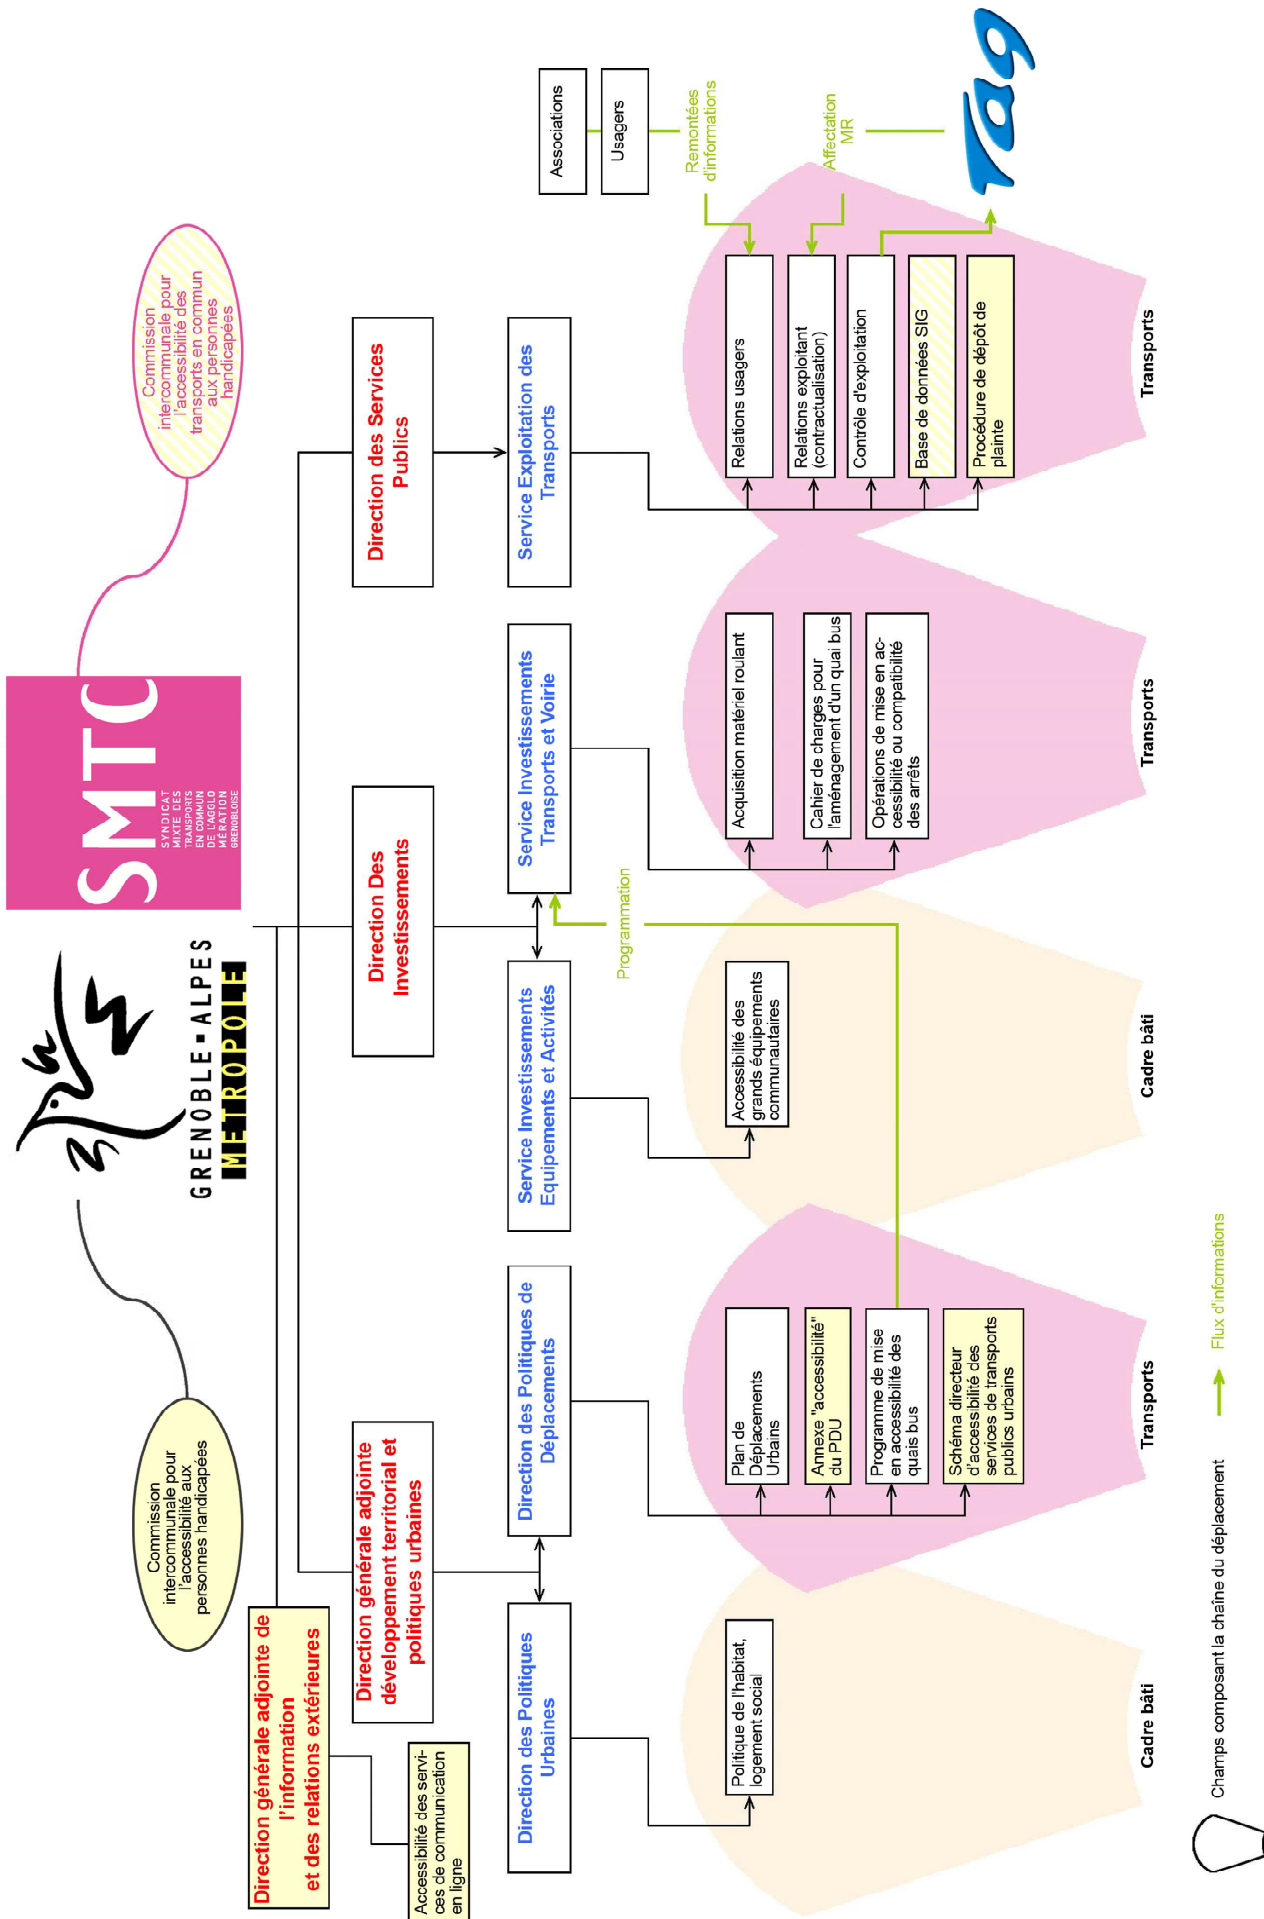 GRENOBLE▪ALPES
METROPOLE
SMTC
SYNDICAT
MIXTE DES
TRANSPORTS
EN COMMUN
DE L'AGGLO
MÉRATION
GRENOBLOISE
Commission
intercommunale pour
l'accessibilité aux
personnes handicapées
Commission
intercommunale pour
l'accessibilité des
transports en commun
aux personnes
handicapées
Direction générale adjointe de
l'information
et des relations extérieures
Accessibilité des servi-
ces de communication
en ligne
Direction générale adjointe
développement territorial et
politiques urbaines
Direction Des
Investissements
Direction des Services
Publics
Direction des Politiques
Urbaines
Direction des Politiques de
Déplacements
Service Investissements
Equipements et Activités
Service Investissements
Transports et Voirie
Service Exploitation des
Transports
Associations
Usagers
Remontées
d'informations
Affectation
MR
Tag
Programmation
Politique de l'habitat,
logement social
Cadre bâti
Plan de
Déplacements
Urbains
Annexe "accessibilité"
du PDU
Programme de mise
en accessibilité des
quais bus
Schéma directeur
d'accessibilité des
services de transports
publics urbains
Transports
Accessibilité des
grands équipements
communautaires
Cadre bâti
Acquisition matériel roulant
Cahier de charges pour
l'aménagement d'un quai bus
Opérations de mise en ac-
cessibilité ou compatibilité
des arrêts
Transports
Relations usagers
Relations exploitant
(contractualisation)
Contrôle d'exploitation
Base de données SIG
Procédure de dépôt de
plainte
Transports
Champs composant la chaîne du déplacement
Flux d'informations